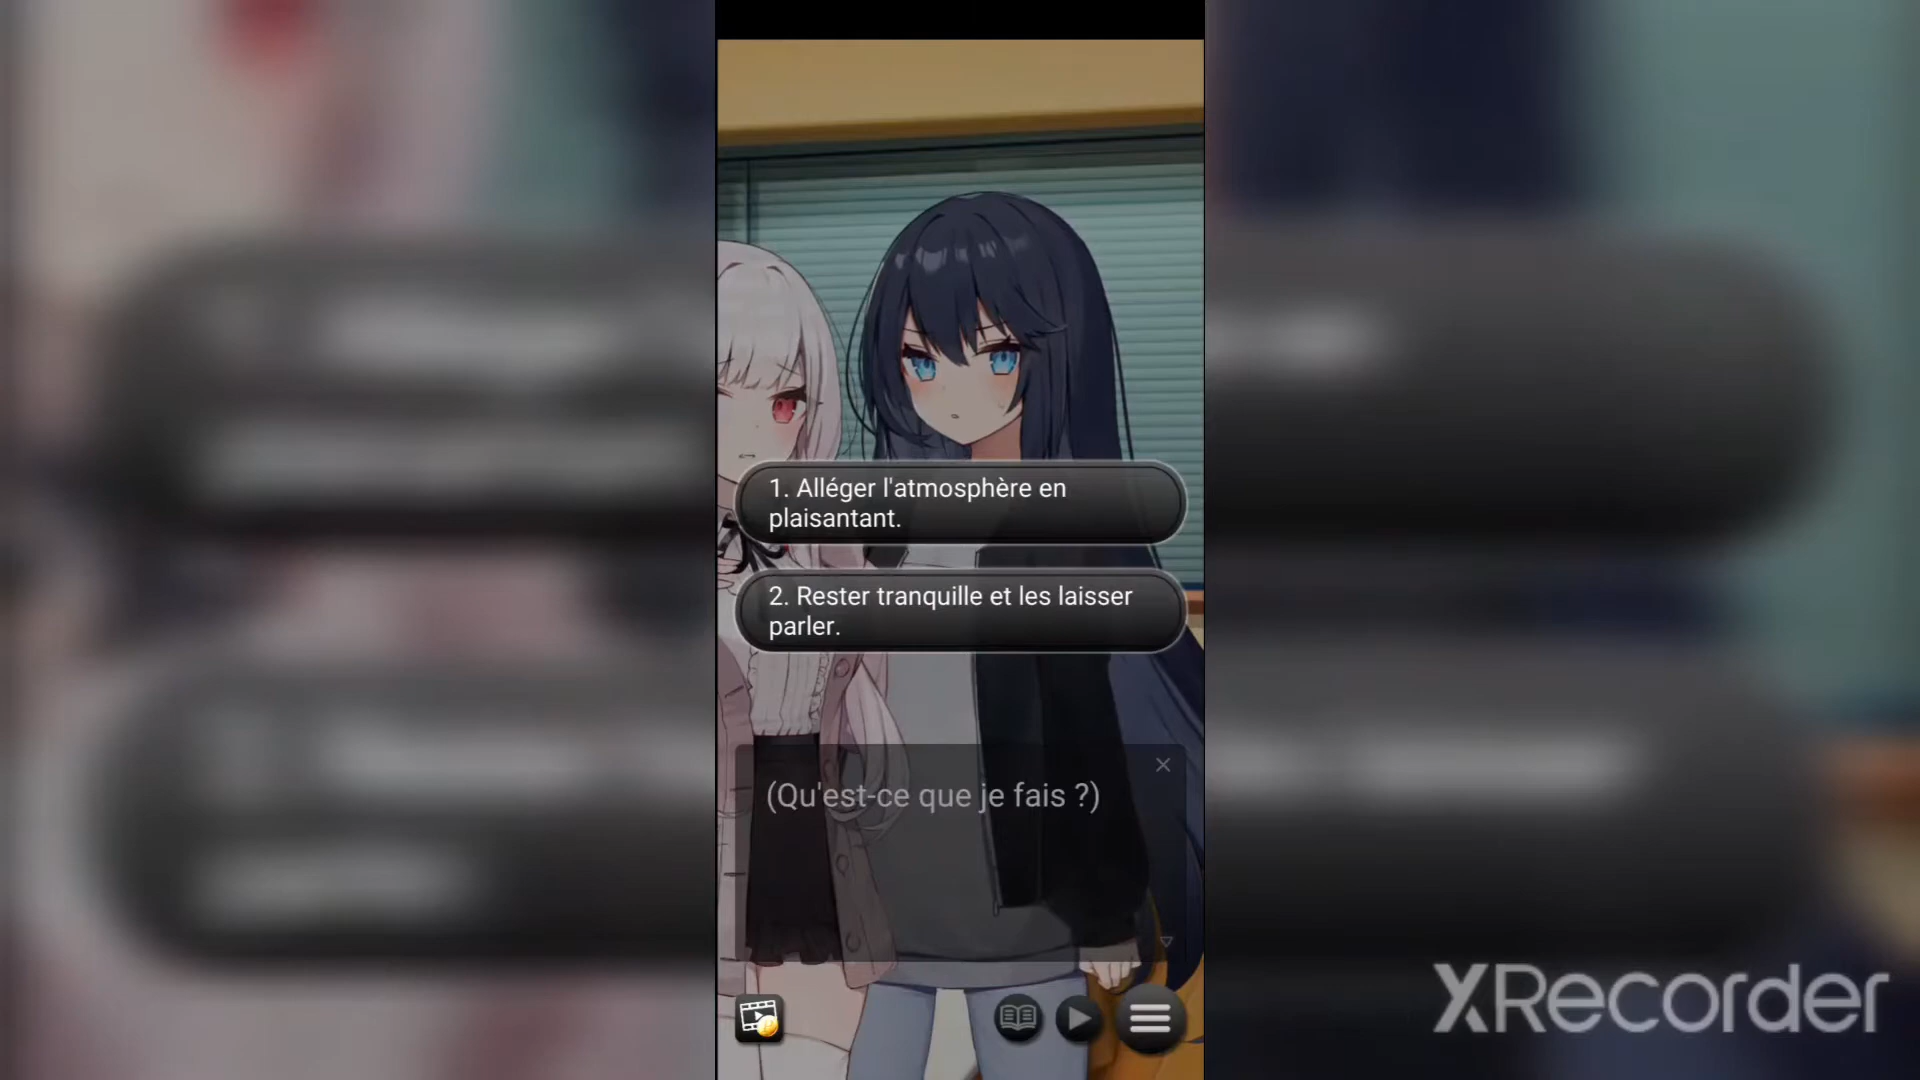 1. Alléger l'atmosphère en
plaisantant.
2. Rester tranquille et les laisser
parler.
(Qu'est-ce que je fais ?)
XRecorder